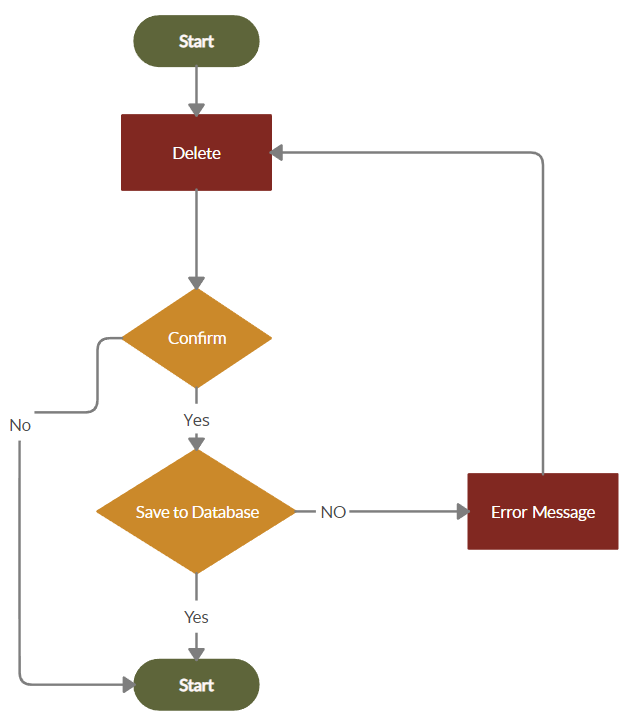 Start
Delete
Confirm
No
Yes
Save to Database
NO
Error Message
Yes
Start